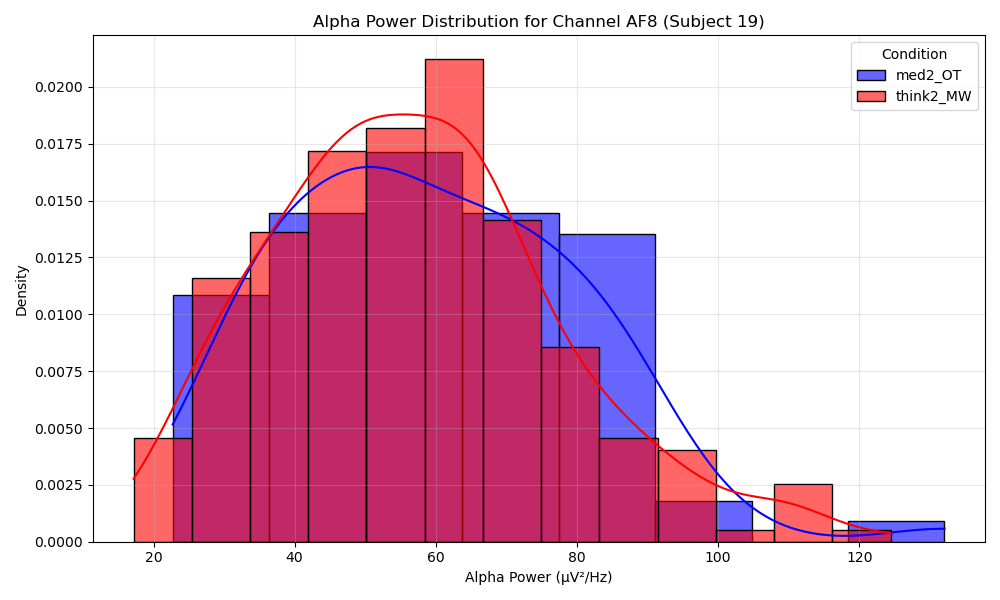 Alpha Power Distribution for Channel AF8 (Subject 19)
Condition
med2_OT
think2_MW
Density
0.0200
0.0175
0.0150
0.0125
0.0100
0.0075
0.0050
0.0025
0.0000
20 40 60 80 100 120
Alpha Power (μV²/Hz)